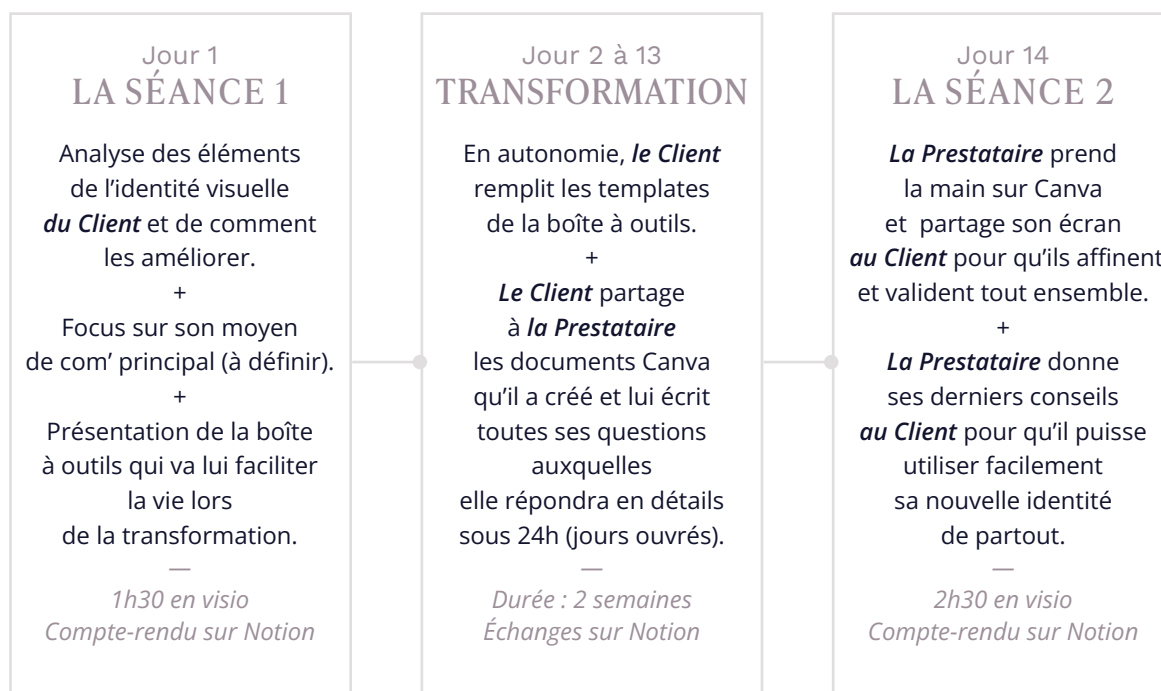 Jour 1
LA SÉANCE 1
Analyse des éléments
de l’identité visuelle
du Client et de comment
les améliorer.
+
Focus sur son moyen
de com’ principal (à définir).
+
Présentation de la boîte
à outils qui va lui faciliter
la vie lors
de la transformation.
—
1h30 en visio
Compte-rendu sur Notion
Jour 2 à 13
TRANSFORMATION
En autonomie, le Client
remplit les templates
de la boîte à outils.
+
Le Client partage
à la Prestataire
les documents Canva
qu’il a créé et lui écrit
toutes ses questions
auxquelles
elle répondra en détails
sous 24h (jours ouvrés).
—
Durée : 2 semaines
Échanges sur Notion
Jour 14
LA SÉANCE 2
La Prestataire prend
la main sur Canva
et partage son écran
au Client pour qu’ils affinent
et valident tout ensemble.
+
La Prestataire donne
ses derniers conseils
au Client pour qu’il puisse
utiliser facilement
sa nouvelle identité
de partout.
—
2h30 en visio
Compte-rendu sur Notion